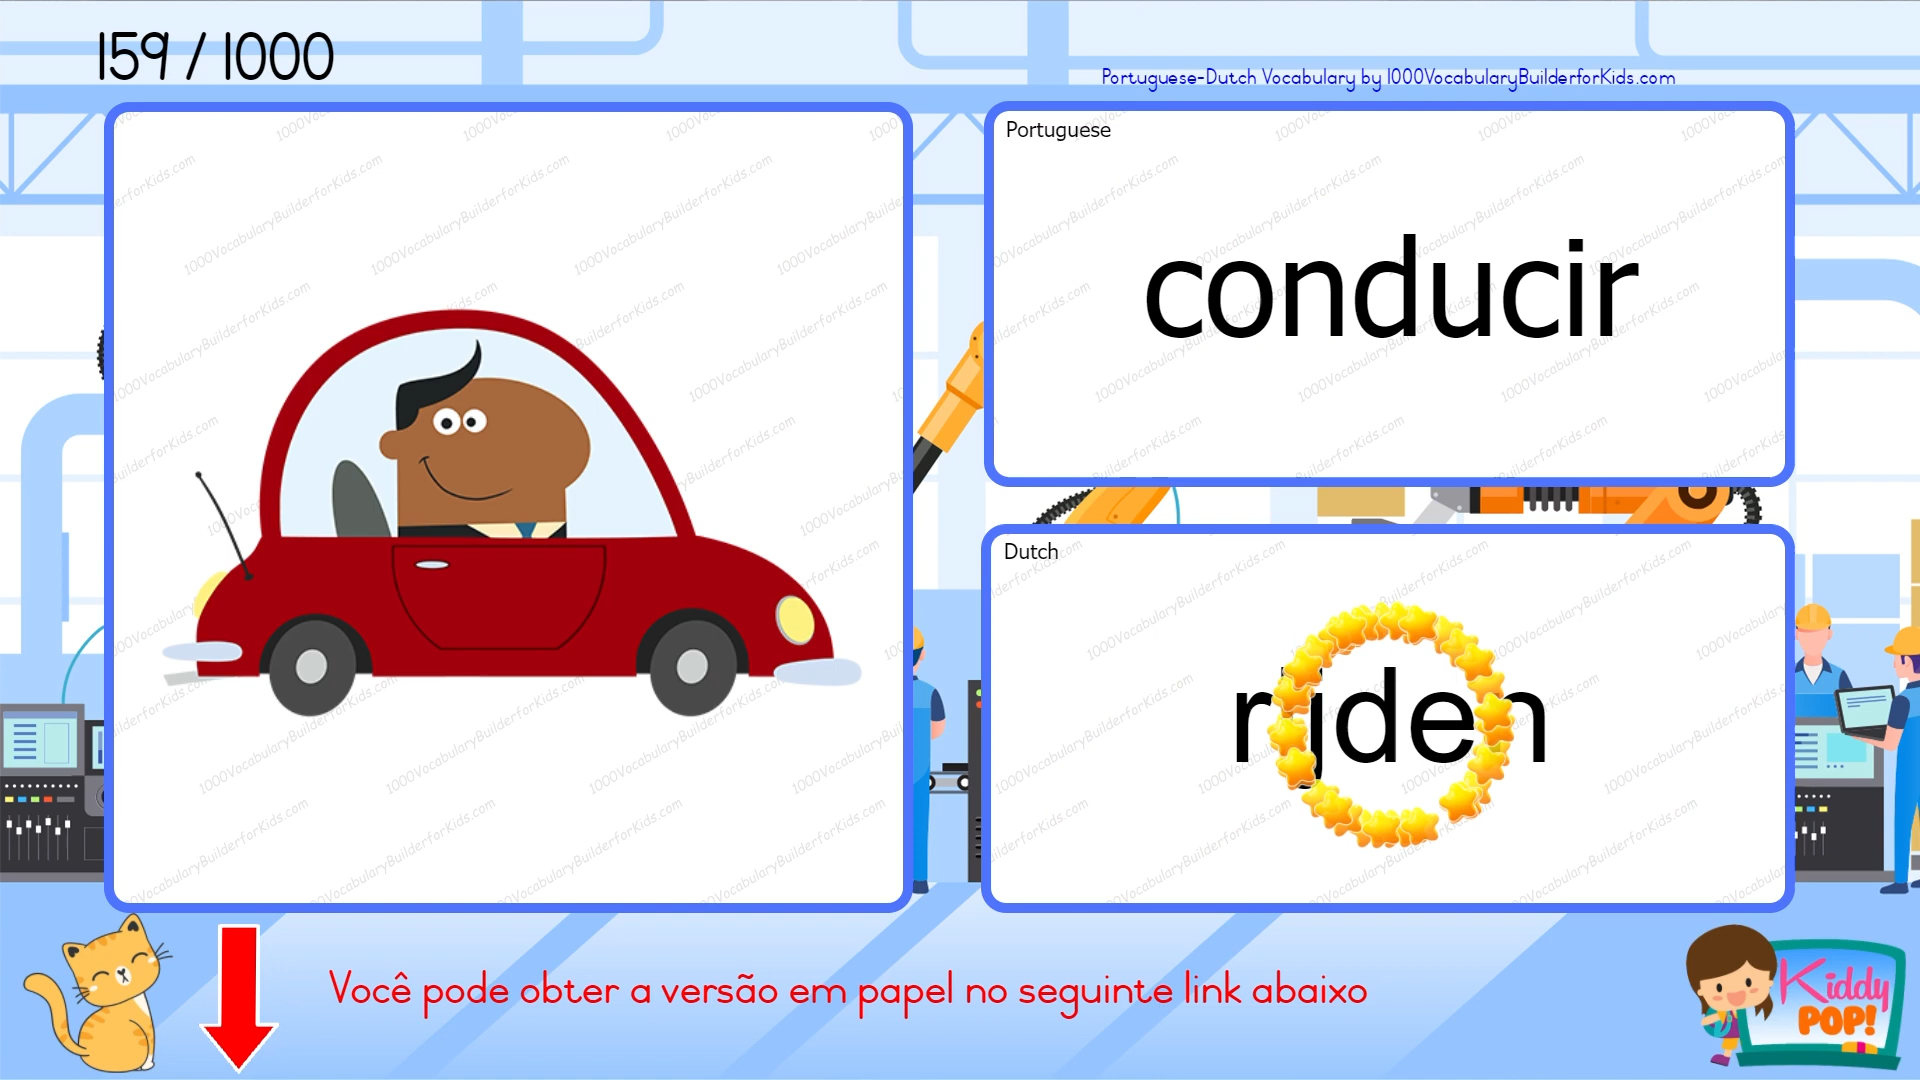 159 / 1000
Portuguese-Dutch Vocabulary by 1000VocabularyBuilderforKids.com
Portuguese
conducir
Dutch
rijden
Você pode obter a versão em papel no seguinte link abaixo
Kiddy
POP!